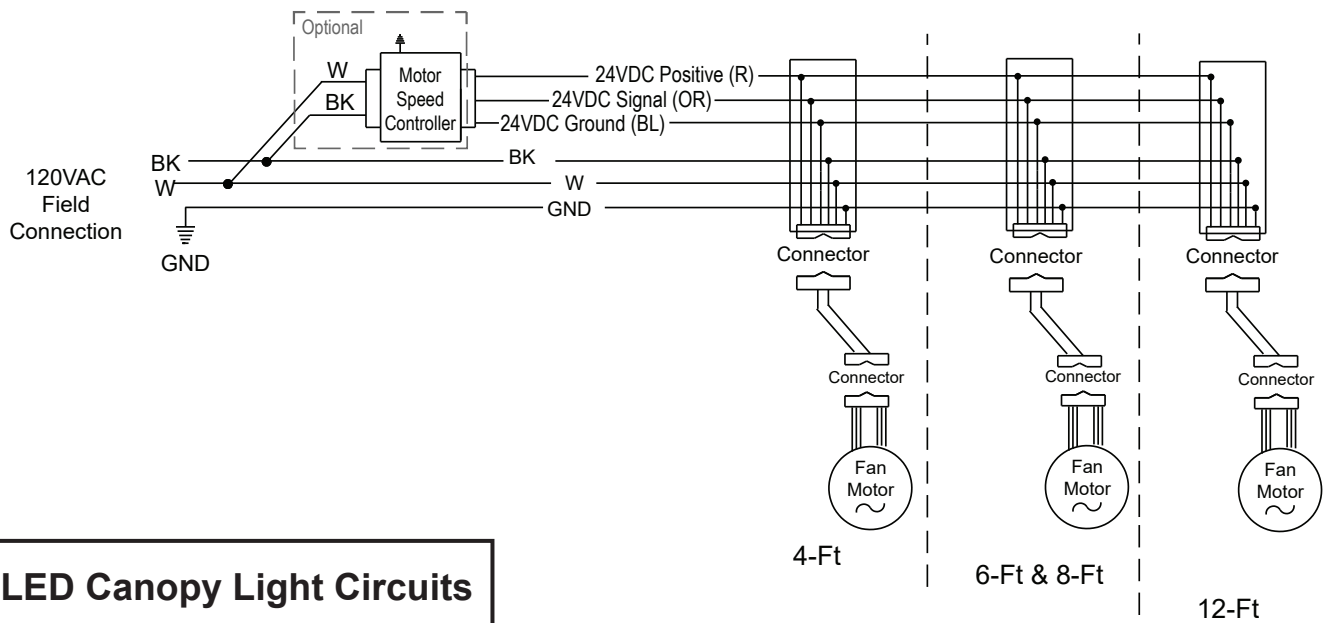 Optional
W
BK
Motor
Speed
Controller
24VDC Positive (R)
24VDC Signal (OR)
24VDC Ground (BL)
120VAC
Field
Connection
BK
W
GND
BK
W
GND
Connector
Connector
Connector
Connector
Connector
Connector
Fan
Motor
Fan
Motor
Fan
Motor
4-Ft
6-Ft & 8-Ft
12-Ft
LED Canopy Light Circuits